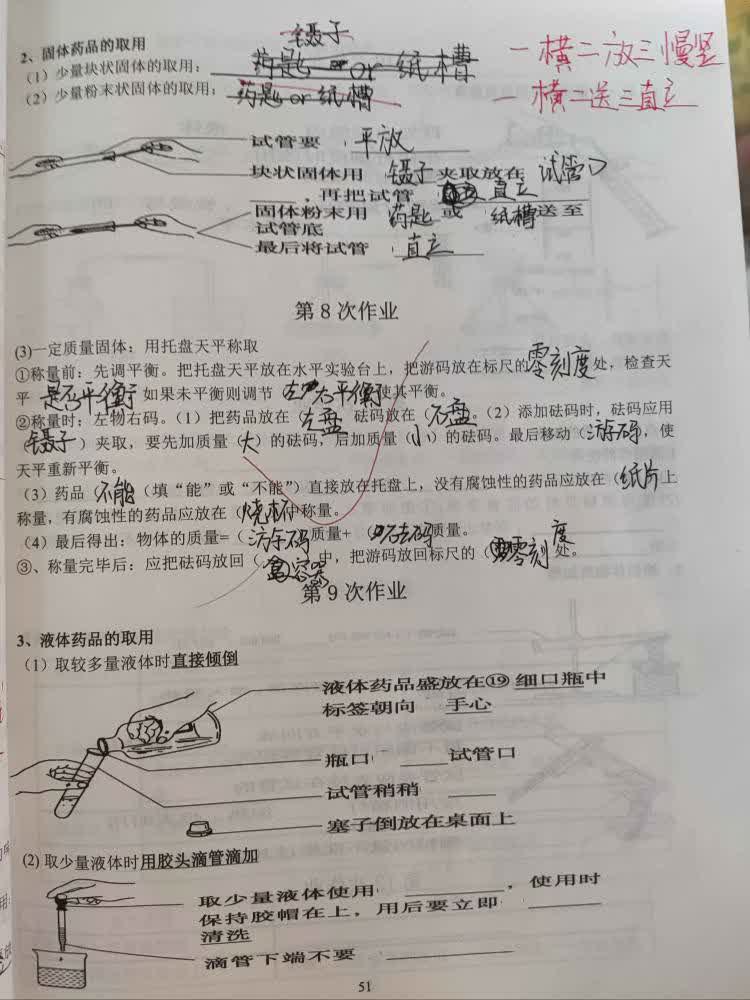 镊子
2、固体药品的取用
(1)少量块状固体的取用:药匙 or 纸槽
一横二放三慢竖
(2)少量粉末状固体的取用:药匙 or 纸槽
一横二送三直立
试管要 平放
块状固体用 镊子 夹取放在 试管口
,再把试管 直立
固体粉末用 药匙 或 纸槽 送至
试管底
最后将试管 直立
第8次作业
(3)一定质量固体:用托盘天平称取
①称量前:先调平衡。把托盘天平放在水平实验台上,把游码放在标尺的零刻度处,检查天
平 是否平衡 如果未平衡则调节 左右平衡 使其平衡。
②称量时:左物右码。(1)把药品放在(左盘 砝码放在(右盘。(2)添加砝码时,砝码应用
(镊子)夹取,要先加质量(大)的砝码,后加质量(小)的砝码。最后移动(游码,使
天平重新平衡。
(3)药品(不能(填“能”或“不能”)直接放在托盘上,没有腐蚀性的药品应放在(纸片上
称量,有腐蚀性的药品应放在(烧杯中称量。
(4)最后得出:物体的质量=(游码质量+(砝码质量。
③、称量完毕后:应把砝码放回(容器 中,把游码放回标尺的(零刻度处。
第9次作业
3、液体药品的取用
(1)取较多量液体时直接倾倒
液体药品盛放在⑲ 细口瓶中
标签朝向 手心
瓶口 ____试管口
试管稍稍 ____
塞子倒放在桌面上
(2) 取少量液体时用胶头滴管滴加
取少量液体使用________,使用时
保持胶帽在上,用后要立即 ____
清洗
滴管下端不要 ____
51